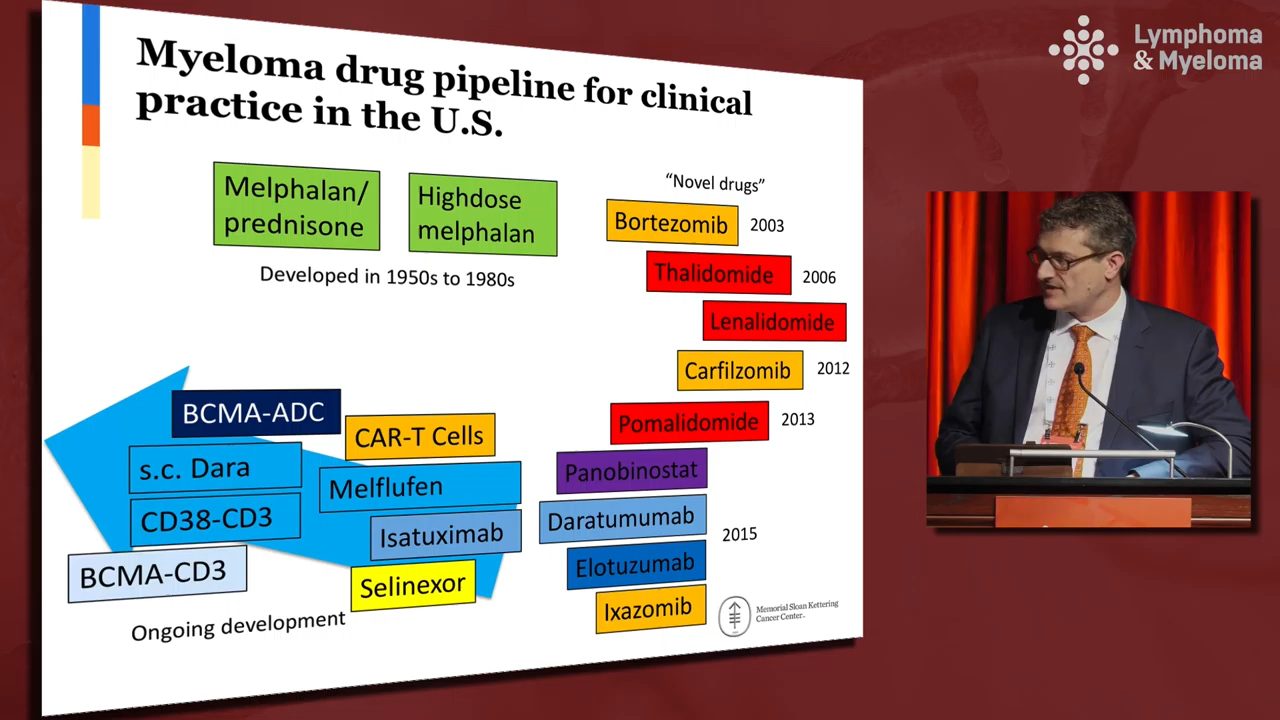 Lymphoma
& Myeloma
Myeloma drug pipeline for clinical
practice in the U.S.
Melphalan/
prednisone
Highdose
melphalan
Developed in 1950s to 1980s
“Novel drugs”
Bortezomib
2003
Thalidomide
2006
Lenalidomide
Carfilzomib
2012
Pomalidomide
2013
Panobinostat
Daratumumab
2015
Elotuzumab
Ixazomib
BCMA-ADC
CAR-T Cells
s.c. Dara
Melflufen
CD38-CD3
Isatuximab
BCMA-CD3
Selinexor
Ongoing development
Memorial Sloan Kettering
Cancer Center